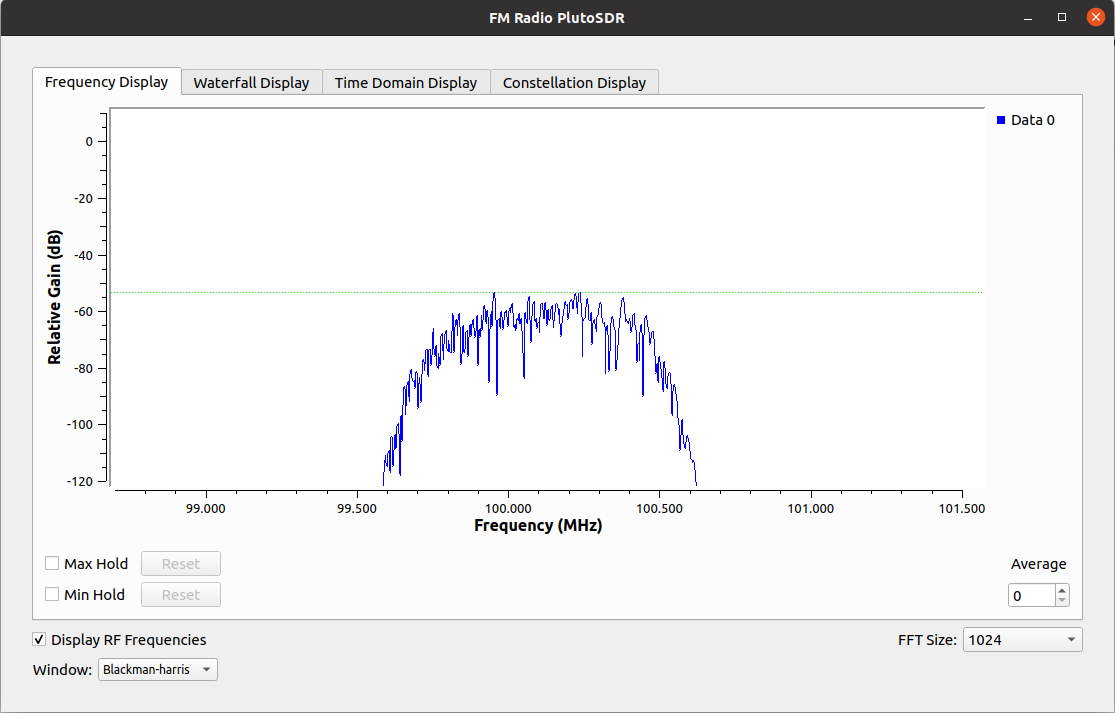 FM Radio PlutoSDR
Frequency Display Waterfall Display Time Domain Display Constellation Display
Data 0
Relative Gain (dB)
0
-20
-40
-60
-80
-100
-120
99.000 99.500 100.000 100.500 101.000 101.500
Frequency (MHz)
Max Hold Reset Average
Min Hold Reset 0
Display RF Frequencies FFT Size: 1024
Window: Blackman-harris